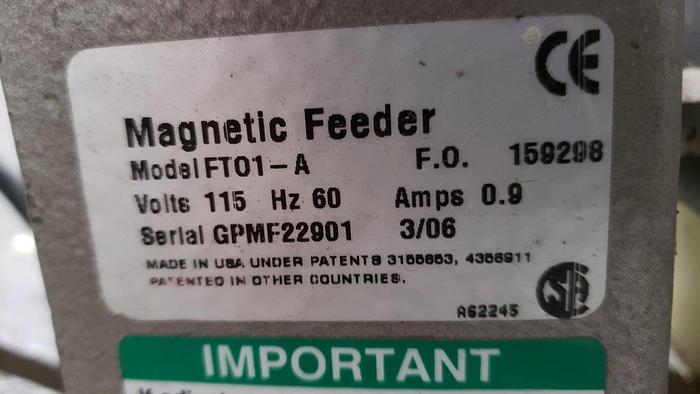 CE
Magnetic Feeder
Model FT01-A F.O. 159298
Volts 115 Hz 60 Amps 0.9
Serial GPMF22901 3/06
MADE IN USA UNDER PATENTS 3155853, 4356911
PATENTED IN OTHER COUNTRIES.
A62245
IMPORTANT